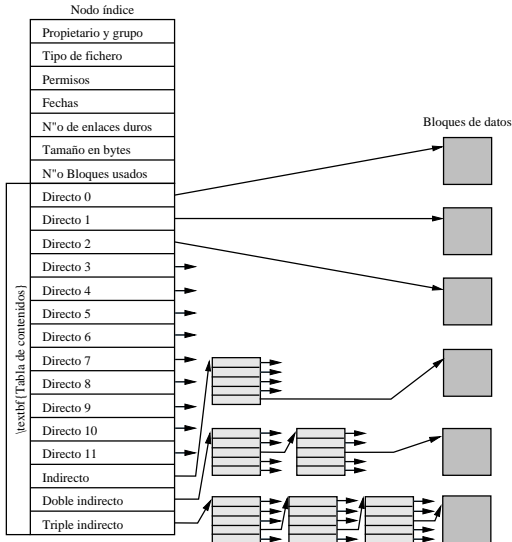 Nodo índice
Propietario y grupo
Tipo de fichero
Permisos
Fechas
N"o de enlaces duros
Tamaño en bytes
N"o Bloques usados
\textbf{Tabla de contenidos}
Directo 0
Directo 1
Directo 2
Directo 3
Directo 4
Directo 5
Directo 6
Directo 7
Directo 8
Directo 9
Directo 10
Directo 11
Indirecto
Doble indirecto
Triple indirecto
Bloques de datos